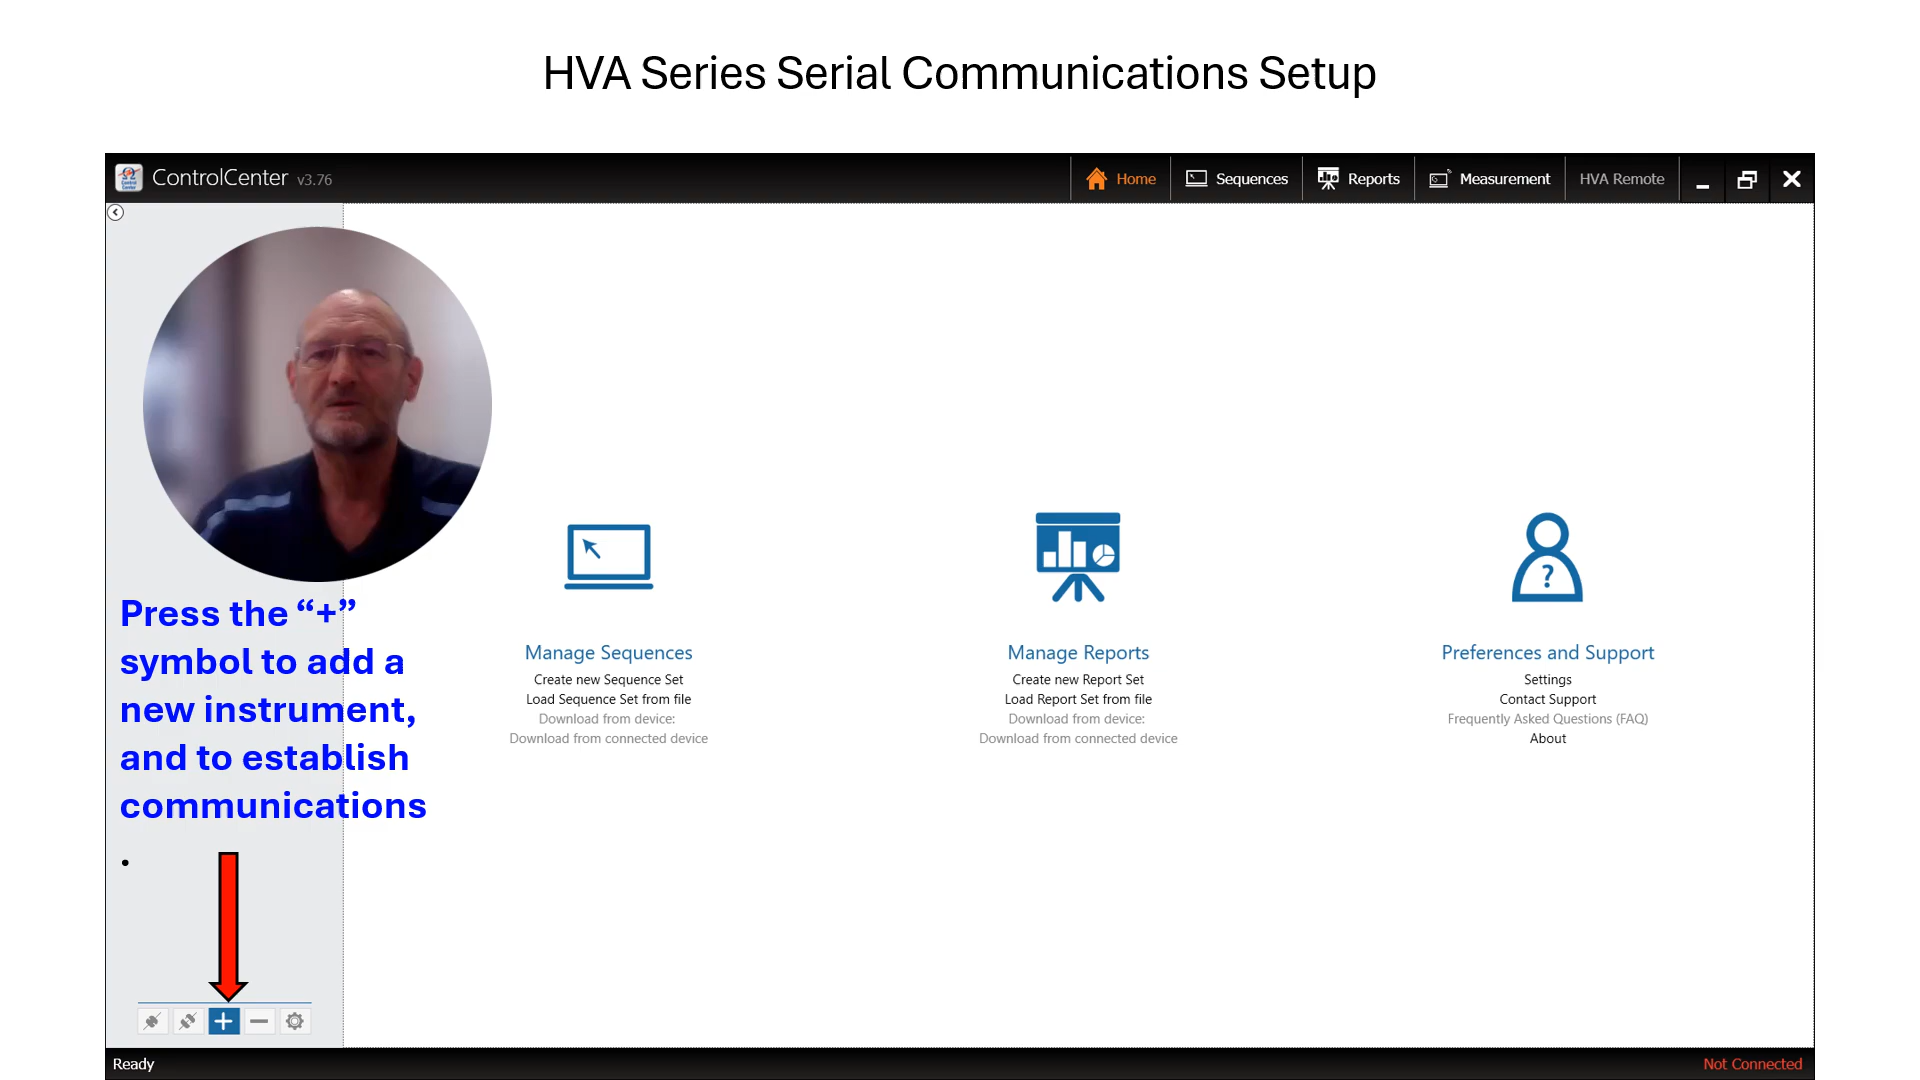 HVA Series Serial Communications Setup
ControlCenter v3.76
Home
Sequences
Reports
Measurement
HVA Remote
Press the “+”
symbol to add a
new instrument,
and to establish
communications
Manage Sequences
Create new Sequence Set
Load Sequence Set from file
Download from device:
Download from connected device
Manage Reports
Create new Report Set
Load Report Set from file
Download from device:
Download from connected device
Preferences and Support
Settings
Contact Support
Frequently Asked Questions (FAQ)
About
Ready
Not Connected